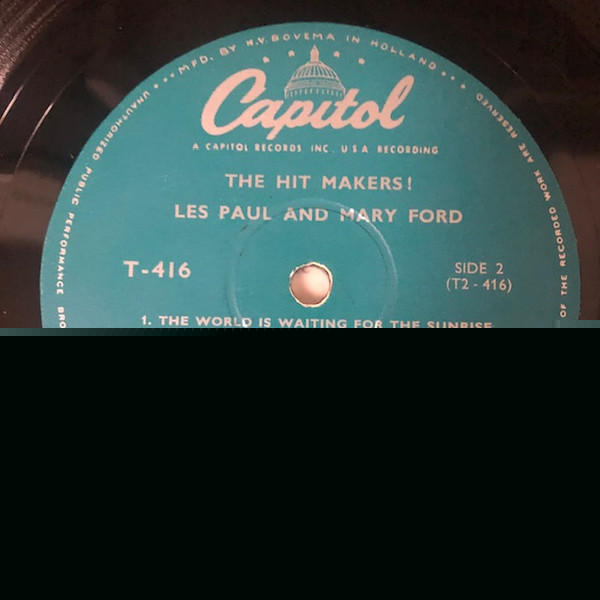 MFD. BY N.V. BOVEMA IN HOLLAND
Capitol
A CAPITOL RECORDS INC. USA RECORDING
THE HIT MAKERS!
LES PAUL AND MARY FORD
T-416
SIDE 2
(T2 - 416)
1. THE WORLD IS WAITING FOR THE SUNRISE
UNAUTHORIZED PUBLIC PERFORMANCE BRO
OF THE RECORDED WORK ARE RESERVED